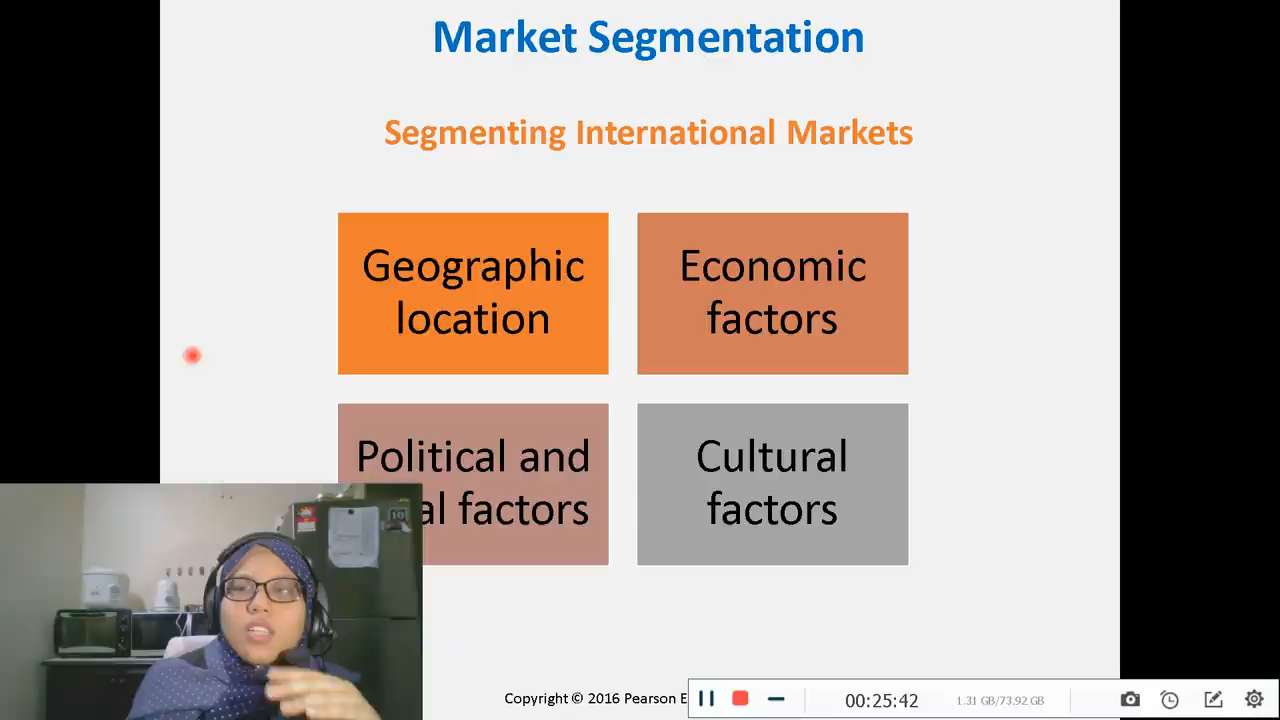 Market Segmentation
Segmenting International Markets
Geographic
location
Economic
factors
Political and
al factors
Cultural
factors
Copyright © 2016 Pearson E
00:25:42
1.31 GB/73.92 GB